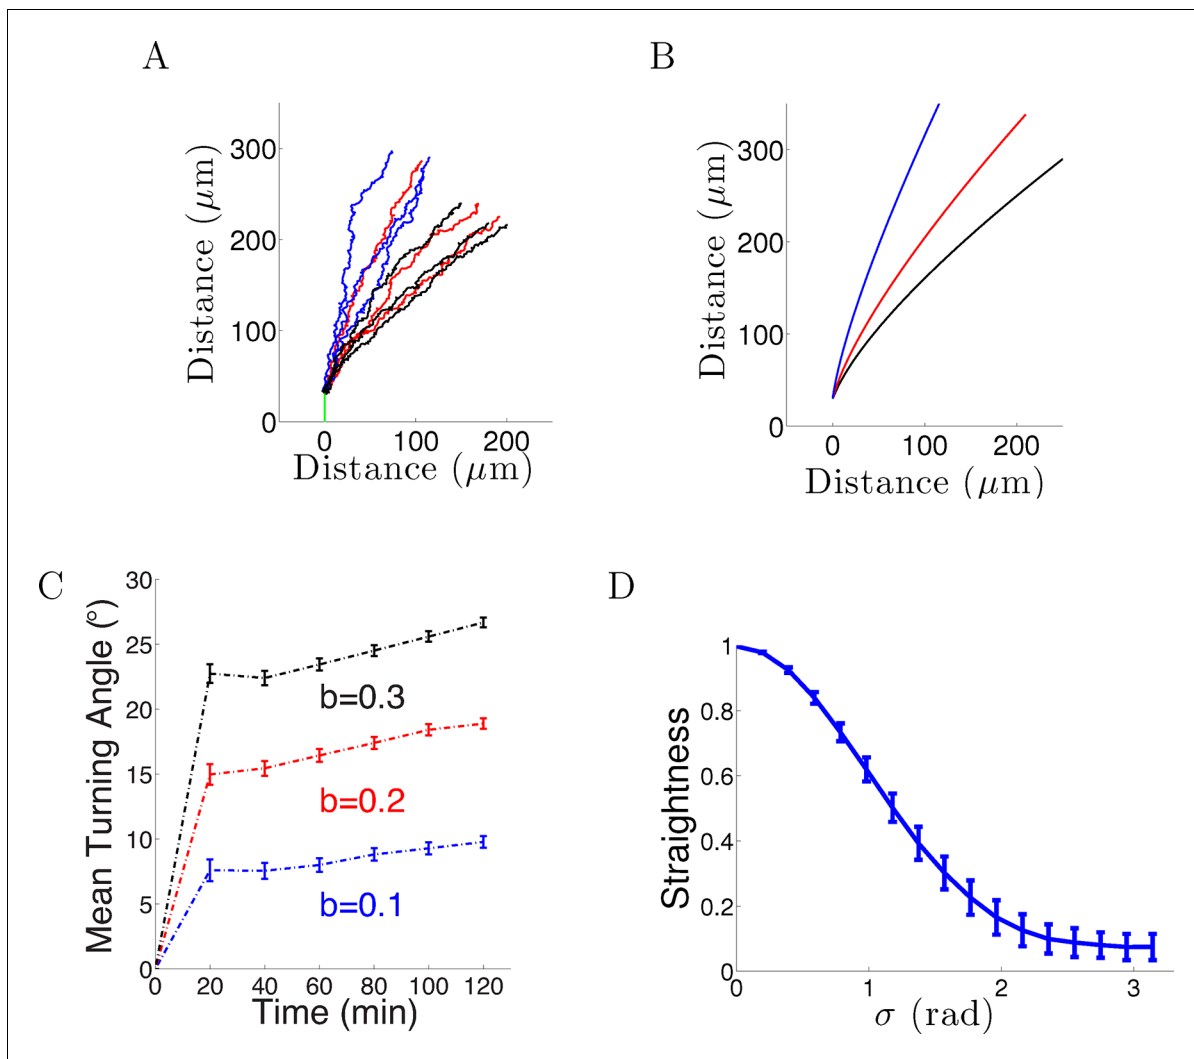 A
B
Distance (μm)
300
200
100
0
0 100 200
Distance (μm)
Distance (μm)
300
200
100
0
0 100 200
Distance (μm)
C
D
Mean Turning Angle (°)
30
25
20
15
10
5
0
b=0.3
b=0.2
b=0.1
0 20 40 60 80 100 120
Time (min)
Straightness
1
0.8
0.6
0.4
0.2
0
0 1 2 3
σ (rad)